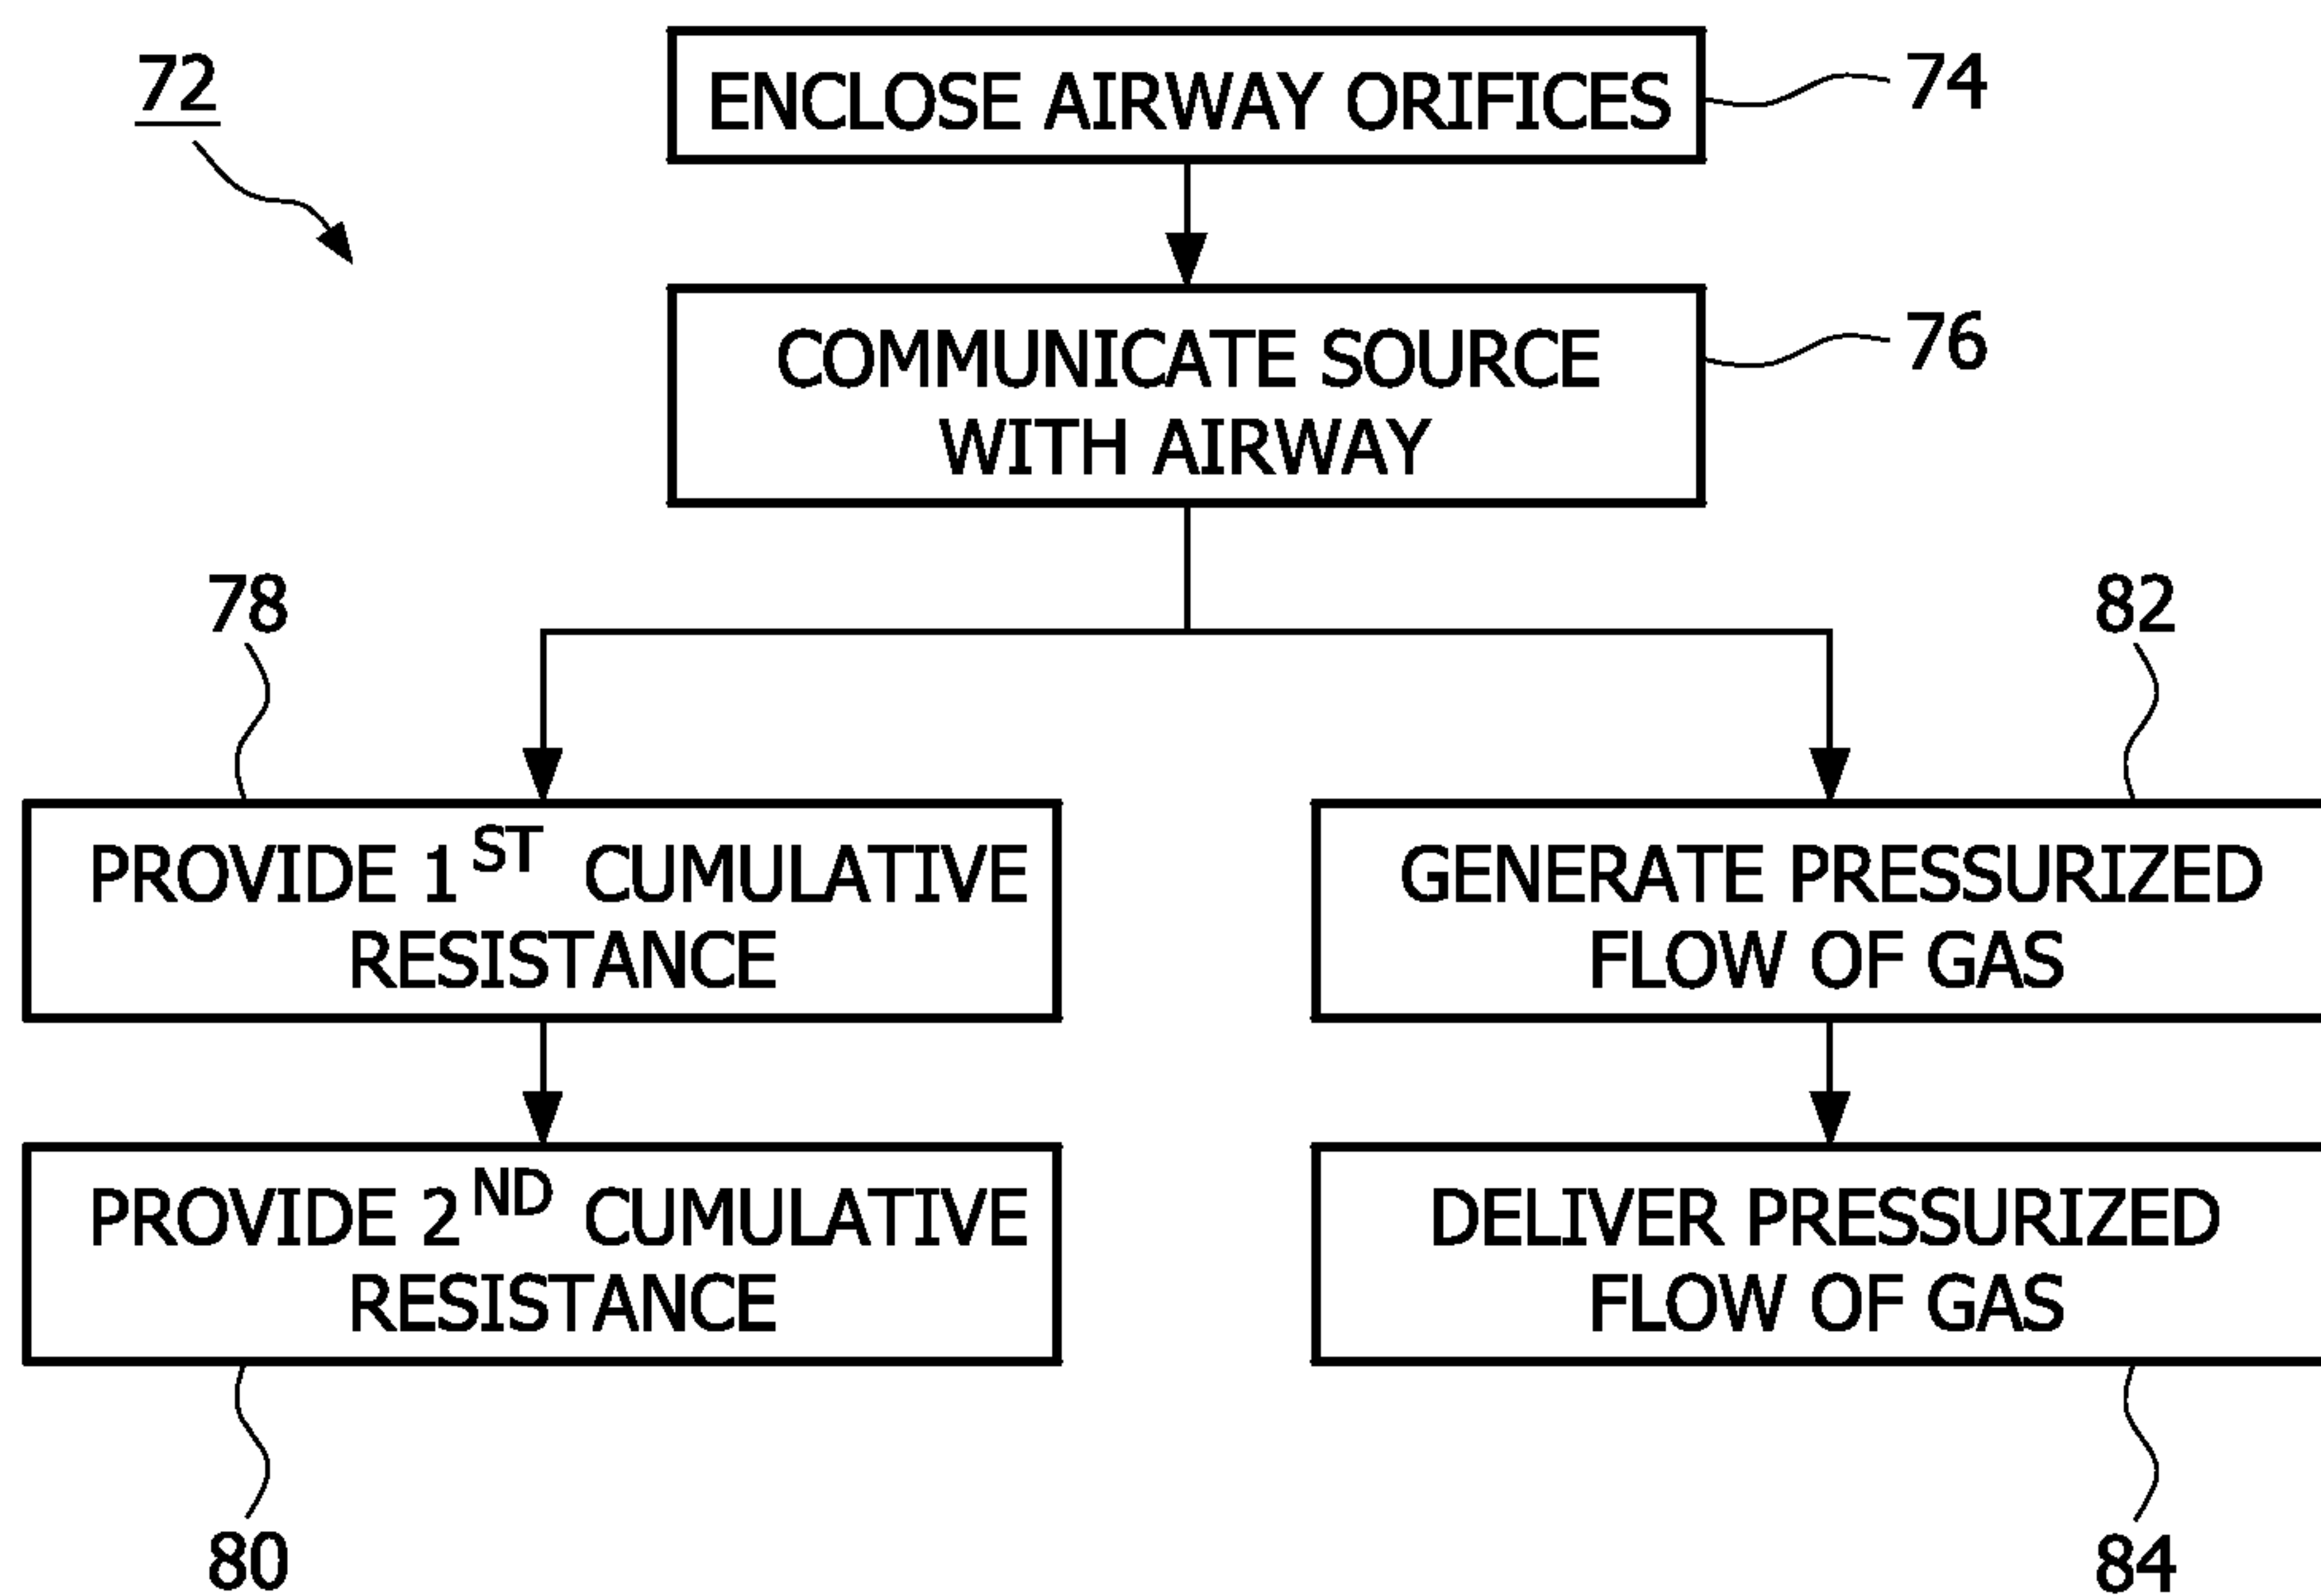 72
ENCLOSE AIRWAY ORIFICES
74
COMMUNICATE SOURCE
WITH AIRWAY
76
78
82
PROVIDE 1ST CUMULATIVE
RESISTANCE
GENERATE PRESSURIZED
FLOW OF GAS
PROVIDE 2ND CUMULATIVE
RESISTANCE
DELIVER PRESSURIZED
FLOW OF GAS
80
84